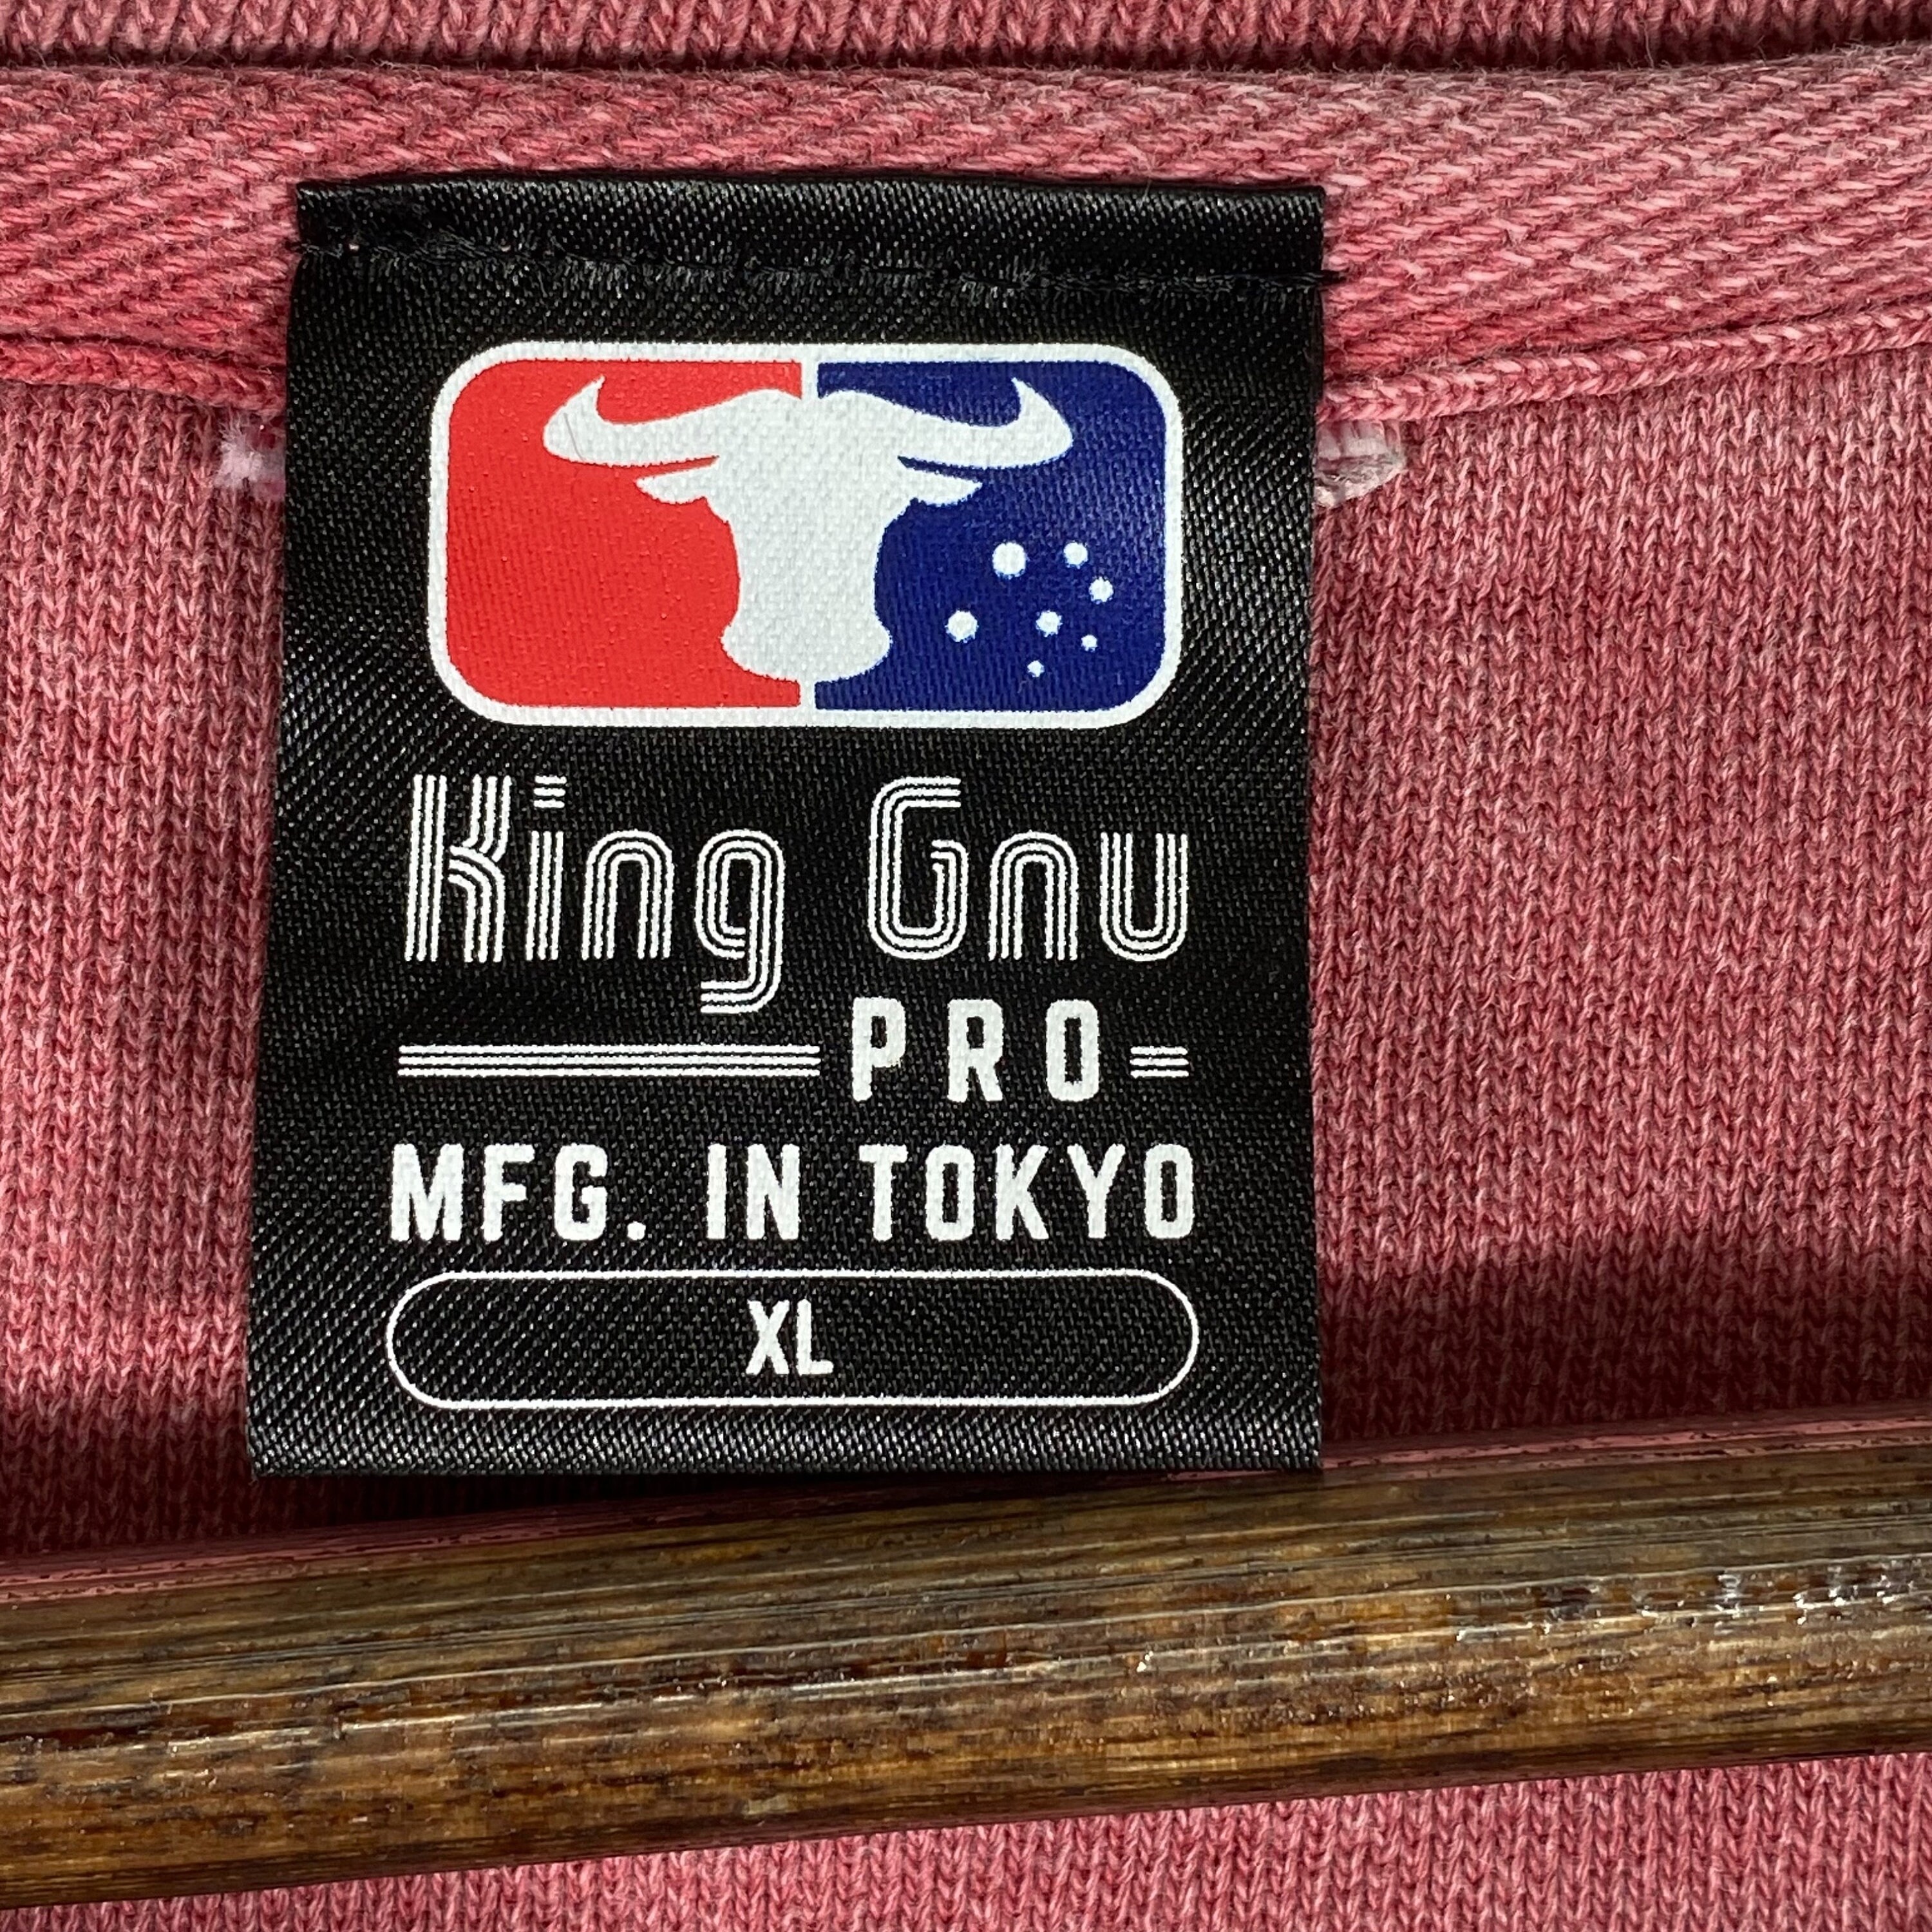 King Gnu
PRO
MFG. IN TOKYO
XL